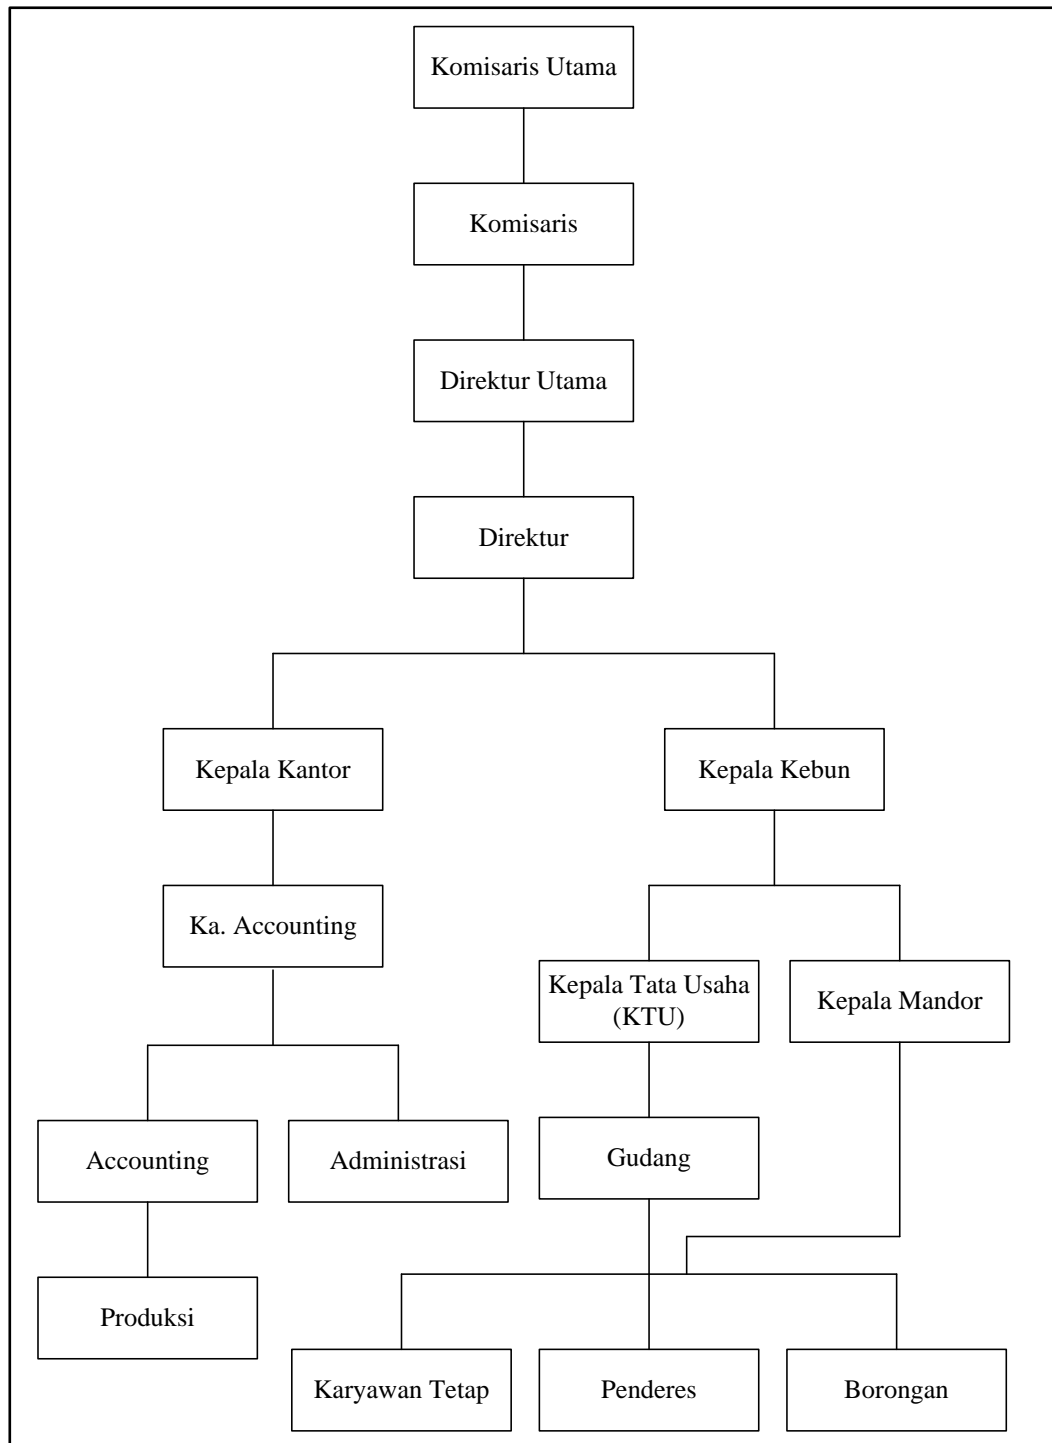 Komisaris Utama
Komisaris
Direktur Utama
Direktur
Kepala Kantor
Kepala Kebun
Ka. Accounting
Kepala Tata Usaha
(KTU)
Kepala Mandor
Accounting
Administrasi
Gudang
Produksi
Karyawan Tetap
Penderes
Borongan